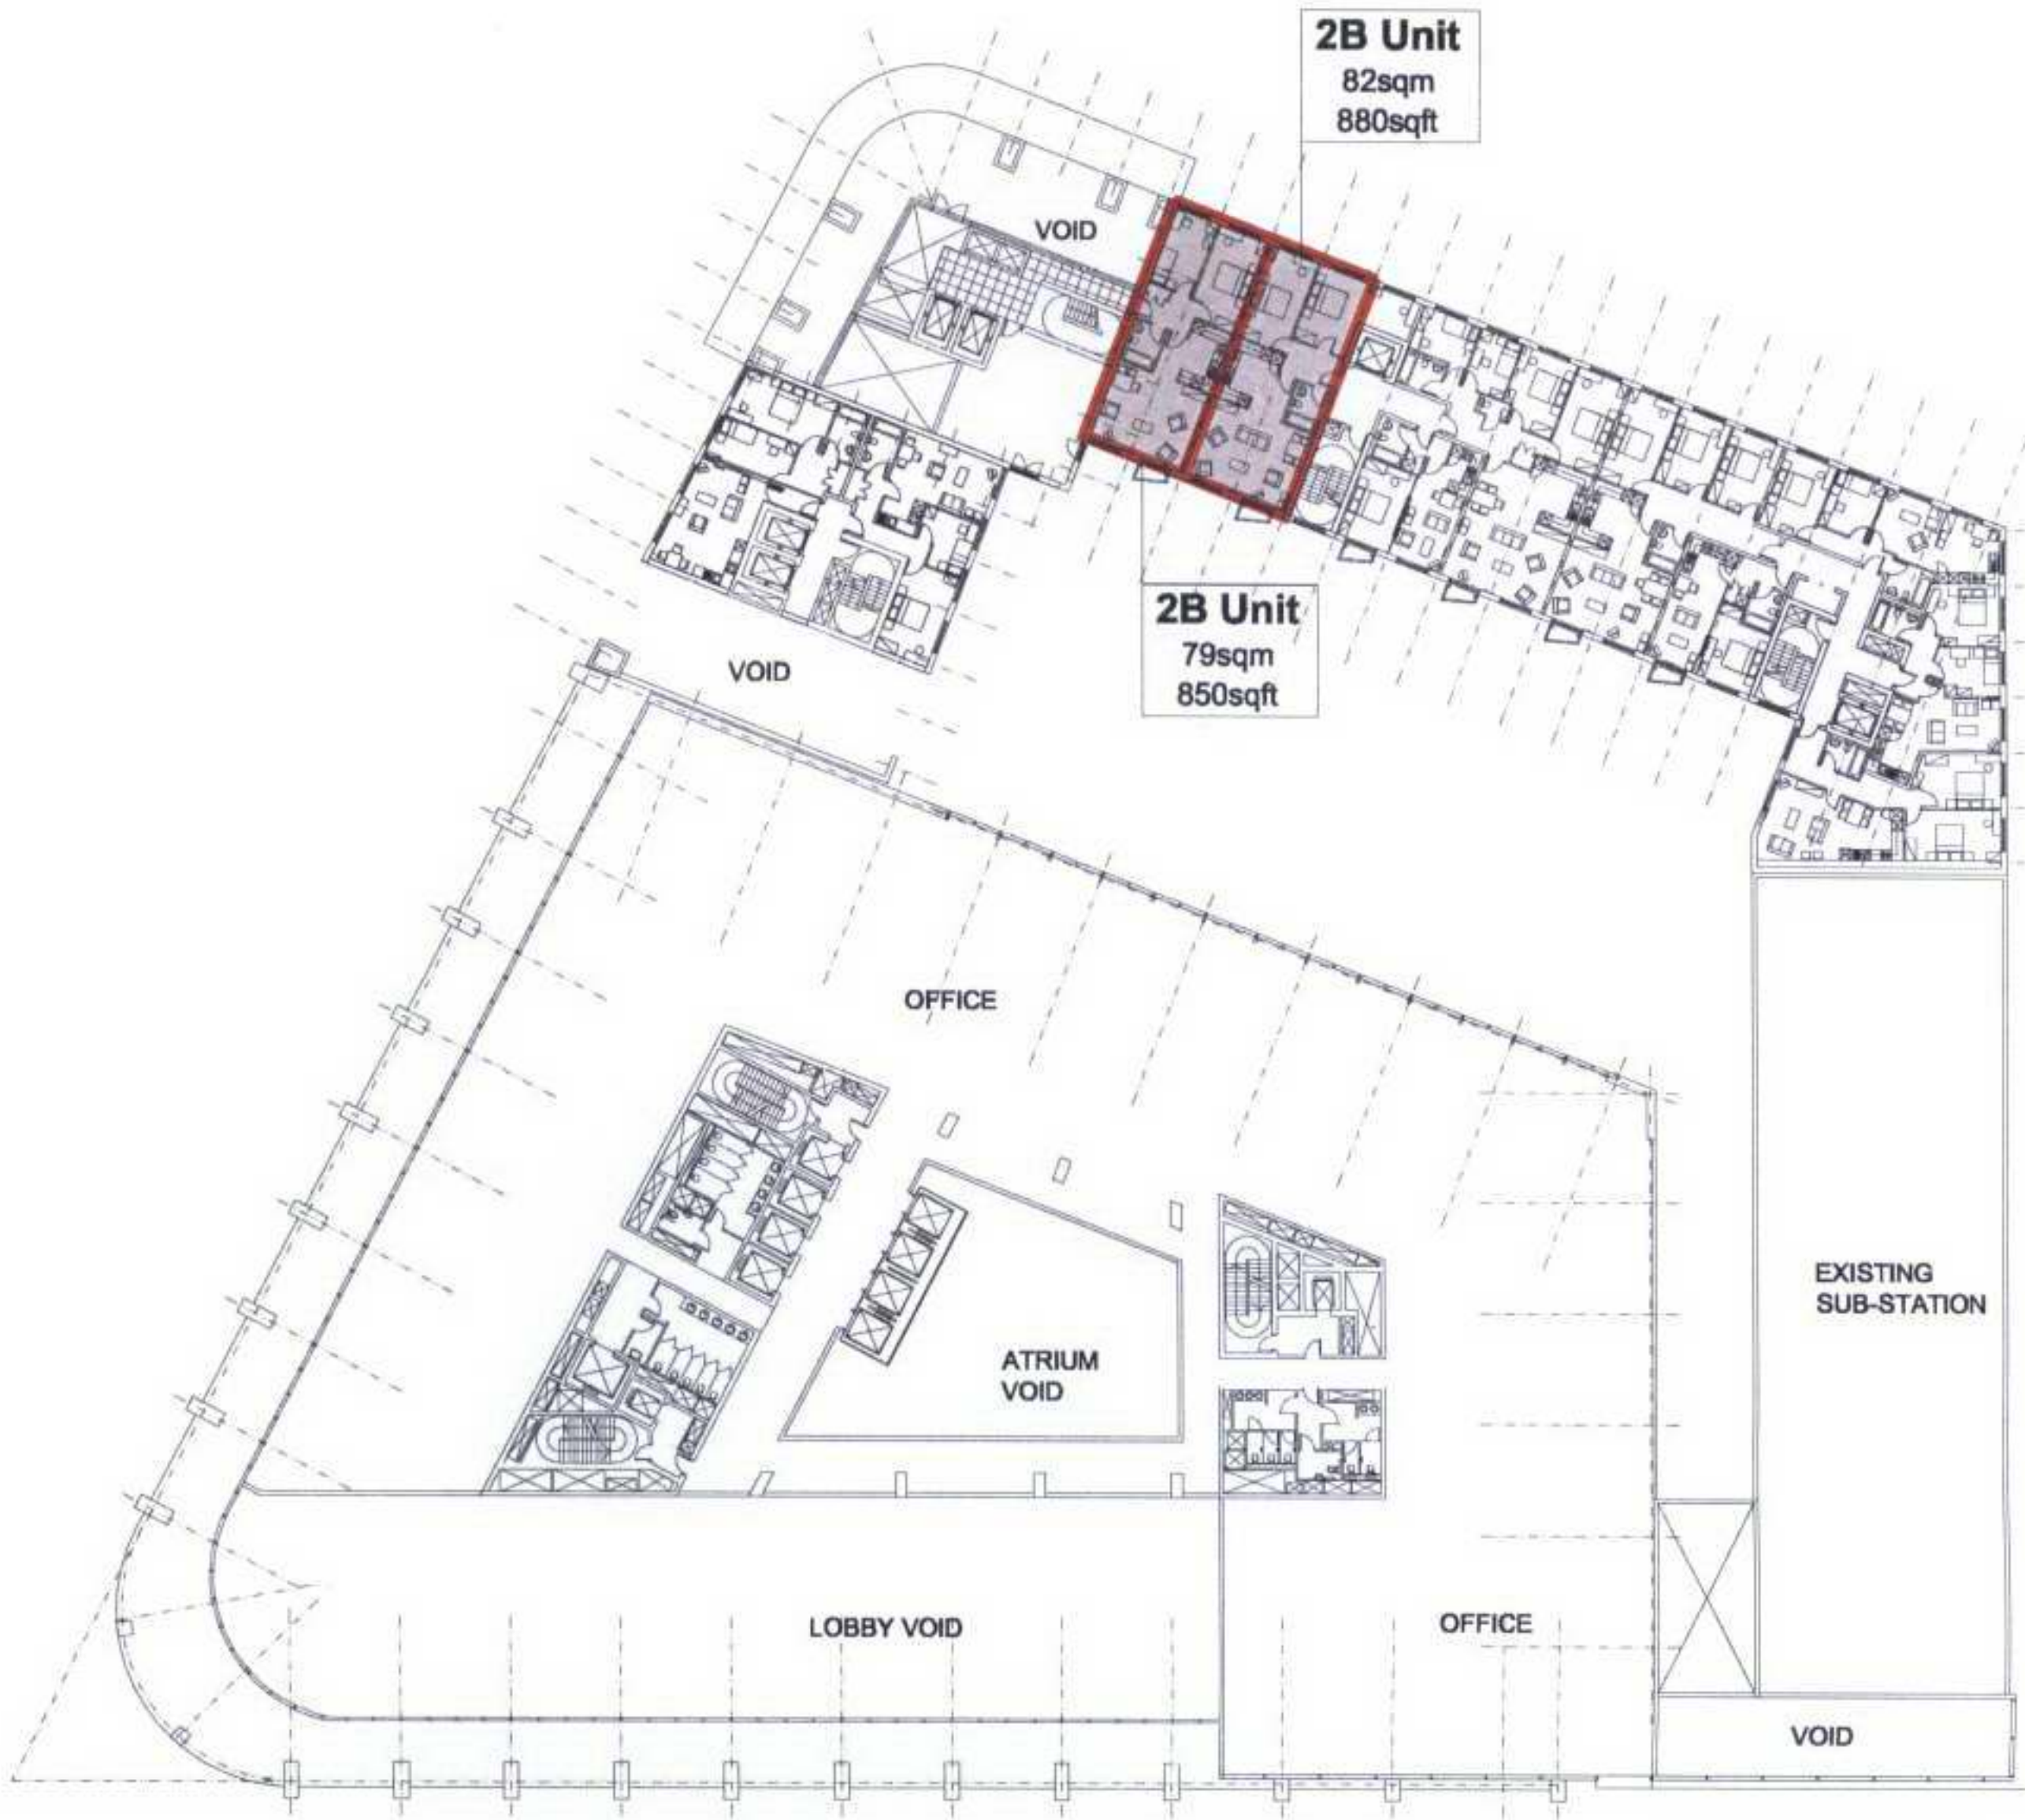 2B Unit
82sqm
880sqft
VOID
2B Unit
79sqm
850sqft
VOID
OFFICE
EXISTING
SUB-STATION
ATRIUM
VOID
LOBBY VOID
OFFICE
VOID